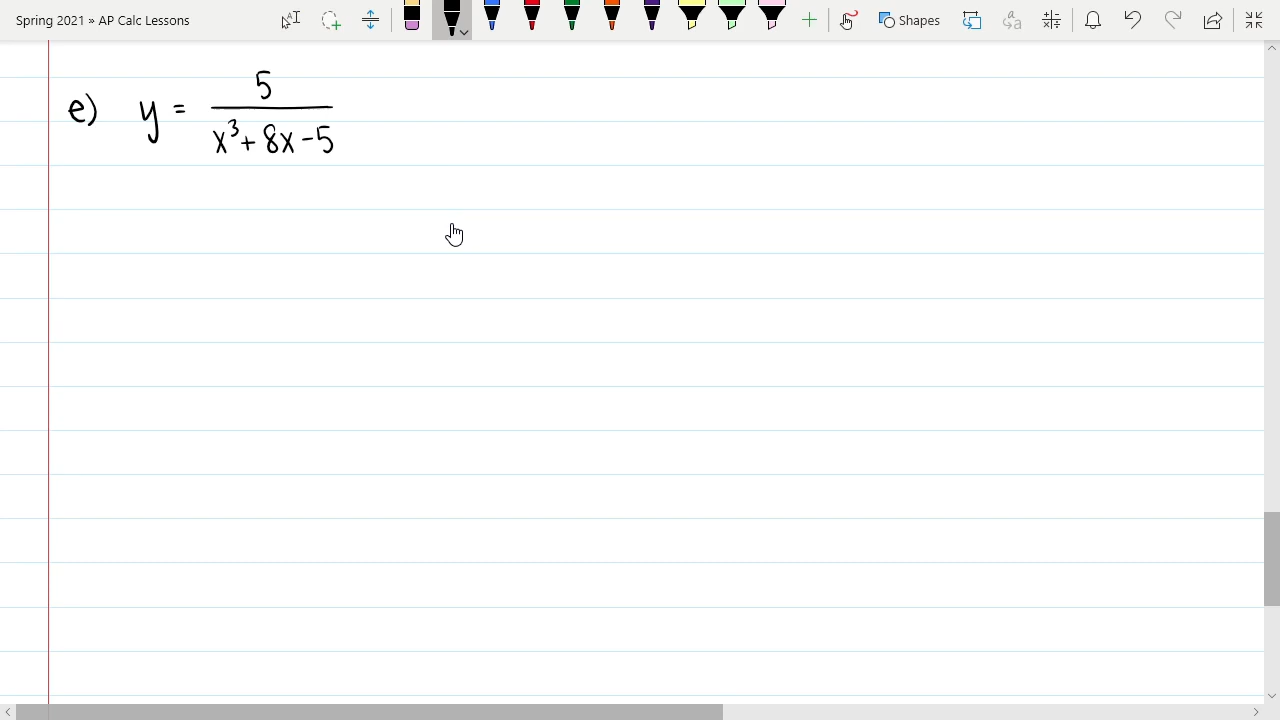 Spring 2021 » AP Calc Lessons
Shapes
e) y = 5 / (x³ + 8x - 5)